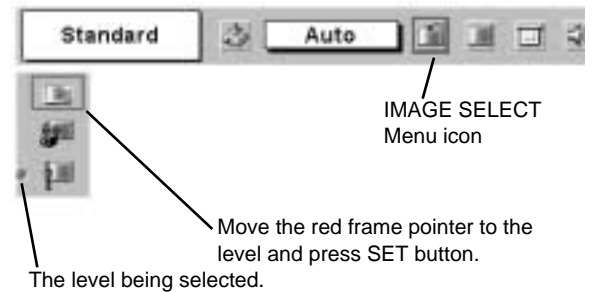 Standard
Auto
IMAGE SELECT
Menu icon
Move the red frame pointer to the
level and press SET button.
The level being selected.